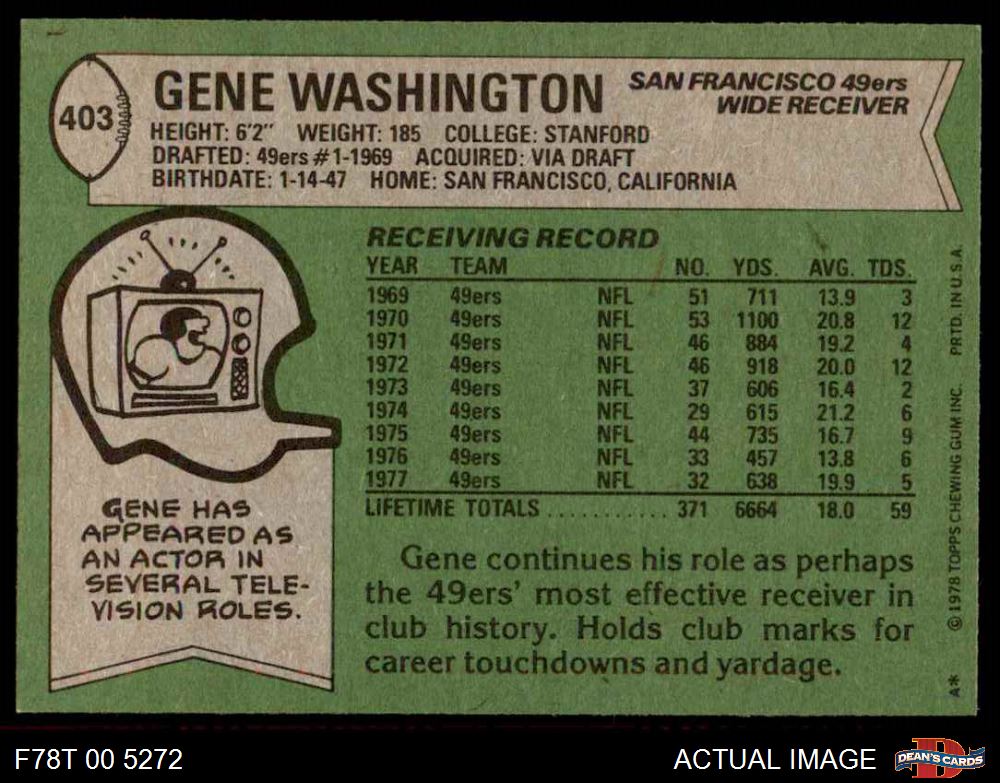 403
GENE WASHINGTON
SAN FRANCISCO 49ers
WIDE RECEIVER
HEIGHT: 6'2" WEIGHT: 185 COLLEGE: STANFORD
DRAFTED: 49ers #1-1969 ACQUIRED: VIA DRAFT
BIRTHDATE: 1-14-47 HOME: SAN FRANCISCO, CALIFORNIA
RECEIVING RECORD
YEAR TEAM NO. YDS. AVG. TDS.
1969 49ers NFL 51 711 13.9 3
1970 49ers NFL 53 1100 20.8 12
1971 49ers NFL 46 884 19.2 4
1972 49ers NFL 46 918 20.0 12
1973 49ers NFL 37 606 16.4 2
1974 49ers NFL 29 615 21.2 6
1975 49ers NFL 44 735 16.7 9
1976 49ers NFL 33 457 13.8 6
1977 49ers NFL 32 638 19.9 5
LIFETIME TOTALS ........... 371 6664 18.0 59
GENE HAS
APPEARED AS
AN ACTOR IN
SEVERAL TELE-
VISION ROLES.
Gene continues his role as perhaps
the 49ers' most effective receiver in
club history. Holds club marks for
career touchdowns and yardage.
A* © 1978 TOPPS CHEWING GUM INC. PRTD. IN U.S.A.
F78T 00 5272
ACTUAL IMAGE
D
DEAN'S CARDS